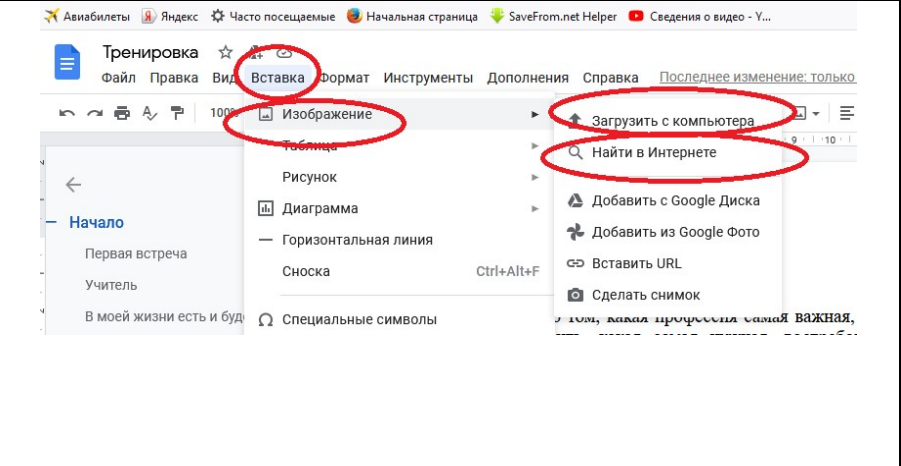 Авиабилеты Яндекс Часто посещаемые Начальная страница SaveFrom.net Helper Сведения о видео - Y...
Тренировка
Файл Правка Вид Вставка Формат Инструменты Дополнения Справка Последнее изменение: только
100%
Изображение
Таблица
Рисунок
Диаграмма
Горизонтальная линия
Сноска Ctrl+Alt+F
Специальные символы
Загрузить с компьютера
Найти в Интернете
Добавить с Google Диска
Добавить из Google Фото
Вставить URL
Сделать снимок
9 10
Начало
Первая встреча
Учитель
В моей жизни есть и буд
о том, какая профессия самая важная,